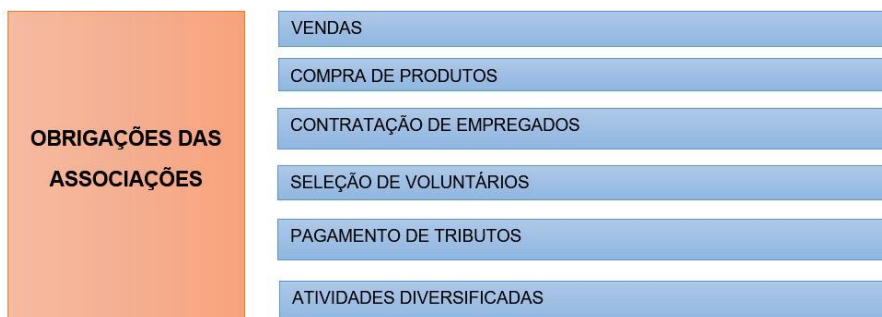 OBRIGAÇÕES DAS
ASSOCIAÇÕES
VENDAS
COMPRA DE PRODUTOS
CONTRATAÇÃO DE EMPREGADOS
SELEÇÃO DE VOLUNTÁRIOS
PAGAMENTO DE TRIBUTOS
ATIVIDADES DIVERSIFICADAS